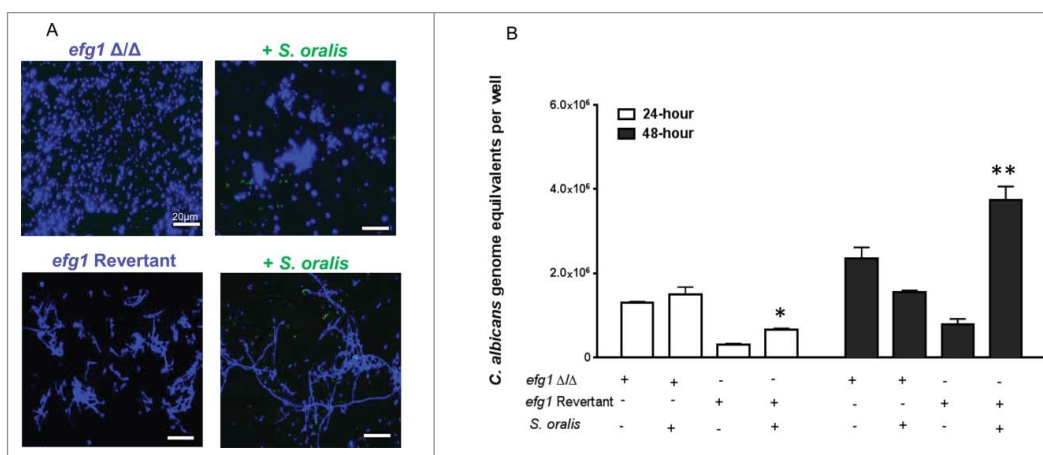 A
efg1 Δ/Δ
+ S. oralis
20μm
efg1 Revertant
+ S. oralis
B
C. albicans genome equilvalents per well
6.0x10⁶
4.0x10⁶
2.0x10⁶
0
24-hour
48-hour
*
**
efg1 Δ/Δ + + - - + + - -
efg1 Revertant - - + + - - + +
S. oralis - + - + - + - +